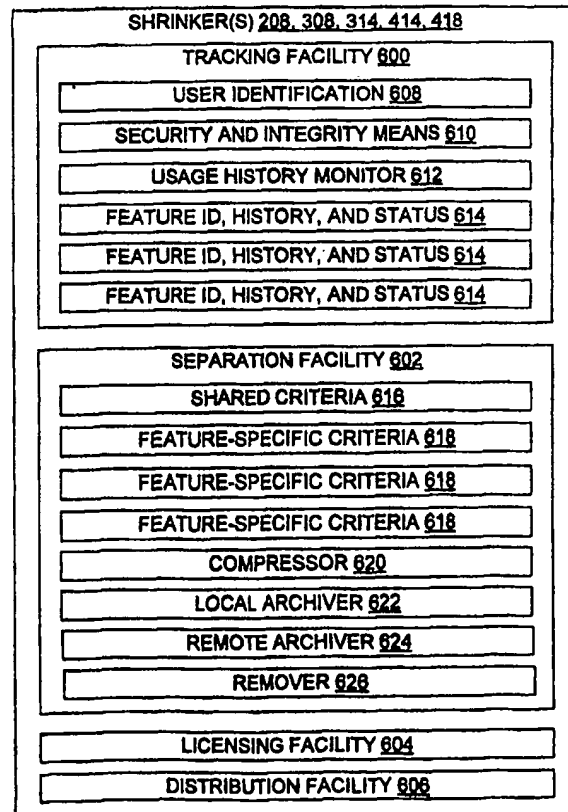 SHRINKER(S) 208, 308, 314, 414, 418
TRACKING FACILITY 600
USER IDENTIFICATION 608
SECURITY AND INTEGRITY MEANS 610
USAGE HISTORY MONITOR 612
FEATURE ID, HISTORY, AND STATUS 614
FEATURE ID, HISTORY, AND STATUS 614
FEATURE ID, HISTORY, AND STATUS 614
SEPARATION FACILITY 602
SHARED CRITERIA 616
FEATURE-SPECIFIC CRITERIA 618
FEATURE-SPECIFIC CRITERIA 618
FEATURE-SPECIFIC CRITERIA 618
COMPRESSOR 620
LOCAL ARCHIVER 622
REMOTE ARCHIVER 624
REMOVER 626
LICENSING FACILITY 604
DISTRIBUTION FACILITY 606